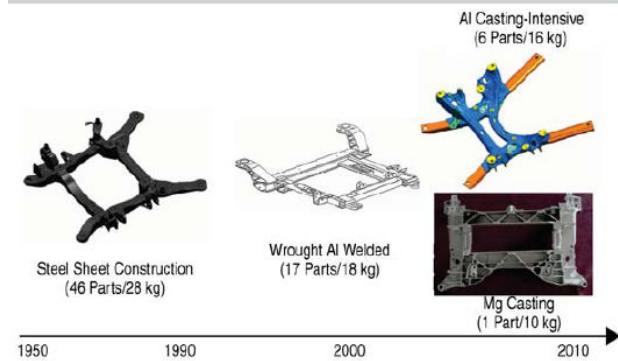 Al Casting-Intensive
(6 Parts/16 kg)
Steel Sheet Construction
(46 Parts/28 kg)
Wrought Al Welded
(17 Parts/18 kg)
Mg Casting
(1 Part/10 kg)
1950 1990 2000 2010